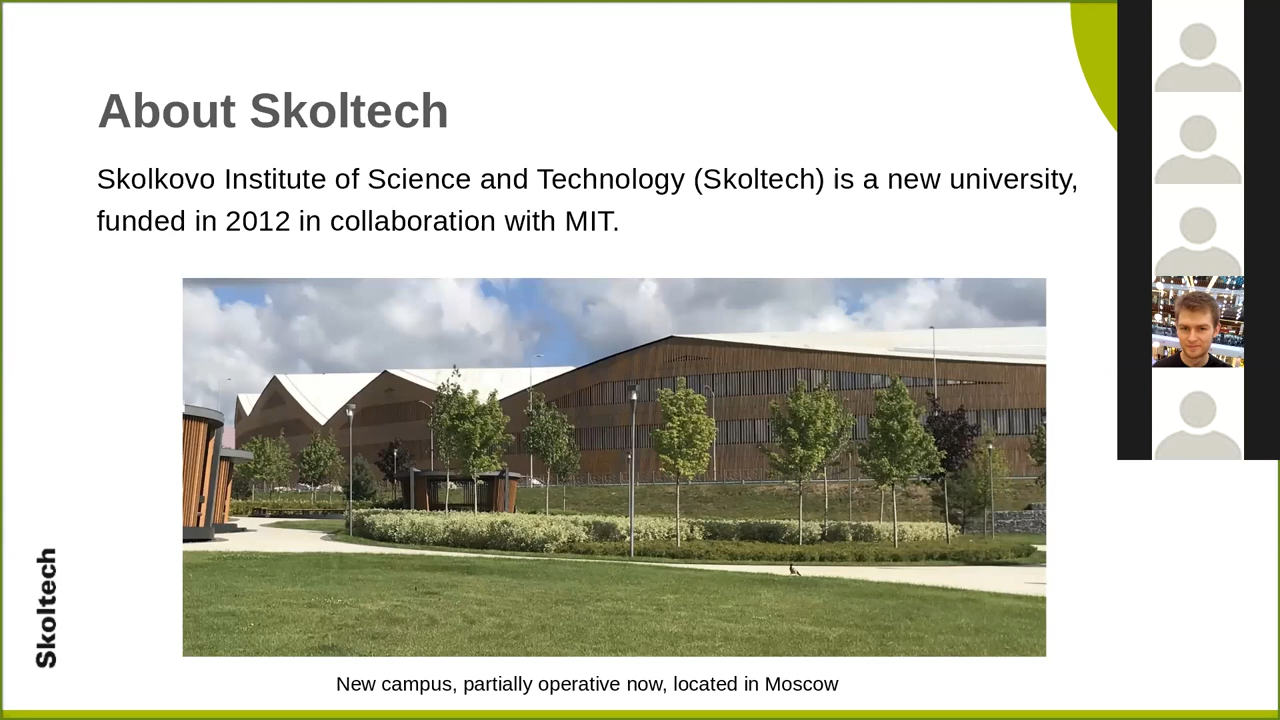 About Skoltech
Skolkovo Institute of Science and Technology (Skoltech) is a new university,
funded in 2012 in collaboration with MIT.
Skoltech
New campus, partially operative now, located in Moscow